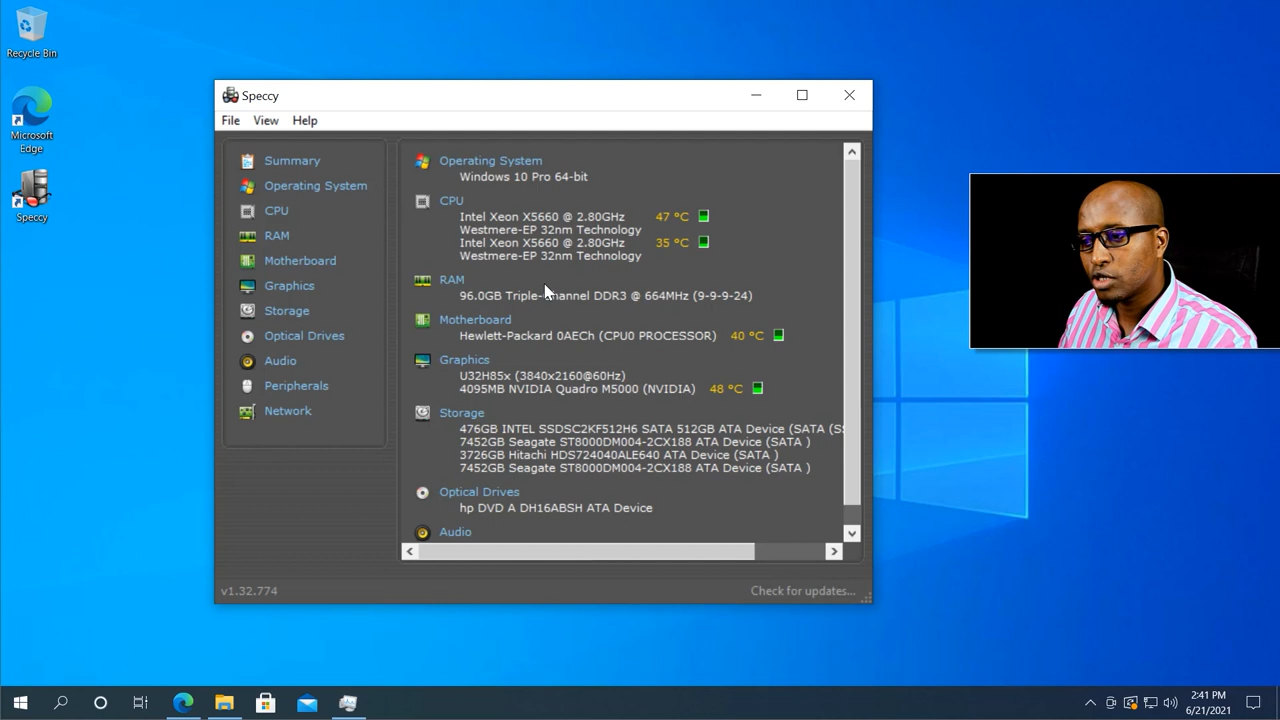 Recycle Bin
Microsoft
Edge
Speccy
Speccy
File View Help
Summary
Operating System
CPU
RAM
Motherboard
Graphics
Storage
Optical Drives
Audio
Peripherals
Network
Operating System
Windows 10 Pro 64-bit
CPU
Intel Xeon X5660 @ 2.80GHz 47 °C
Westmere-EP 32nm Technology
Intel Xeon X5660 @ 2.80GHz 35 °C
Westmere-EP 32nm Technology
RAM
96.0GB Triple-Channel DDR3 @ 664MHz (9-9-9-24)
Motherboard
Hewlett-Packard 0AECh (CPU0 PROCESSOR) 40 °C
Graphics
U32H85x (3840x2160@60Hz)
4095MB NVIDIA Quadro M5000 (NVIDIA) 48 °C
Storage
476GB INTEL SSDSC2KF512H6 SATA 512GB ATA Device (SATA (SS
7452GB Seagate ST8000DM004-2CX188 ATA Device (SATA )
3726GB Hitachi HDS724040ALE640 ATA Device (SATA )
7452GB Seagate ST8000DM004-2CX188 ATA Device (SATA )
Optical Drives
hp DVD A DH16ABSH ATA Device
Audio
v1.32.774
Check for updates...
2:41 PM
6/21/2021